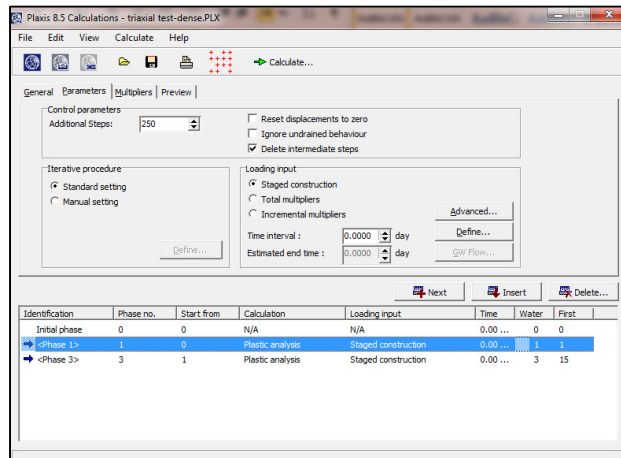 Plaxis 8.5 Calculations - triaxial test-dense.PLX
File Edit View Calculate Help
Calculate...
General Parameters Multipliers Preview
Control parameters
Additional Steps: 250
Reset displacements to zero
Ignore undrained behaviour
Delete intermediate steps
Iterative procedure
Standard setting
Manual setting
Define...
Loading input
Staged construction
Total multipliers
Incremental multipliers
Advanced...
Time interval : 0.0000 day Define...
Estimated end time : 0.0000 day GW Flow...
Next Insert Delete...
Identification Phase no. Start from Calculation Loading input Time Water First
Initial phase 0 0 N/A N/A 0.00 ... 0 0
<Phase 1> 1 0 Plastic analysis Staged construction 0.00 ... 1 1
<Phase 3> 3 1 Plastic analysis Staged construction 0.00 ... 3 15